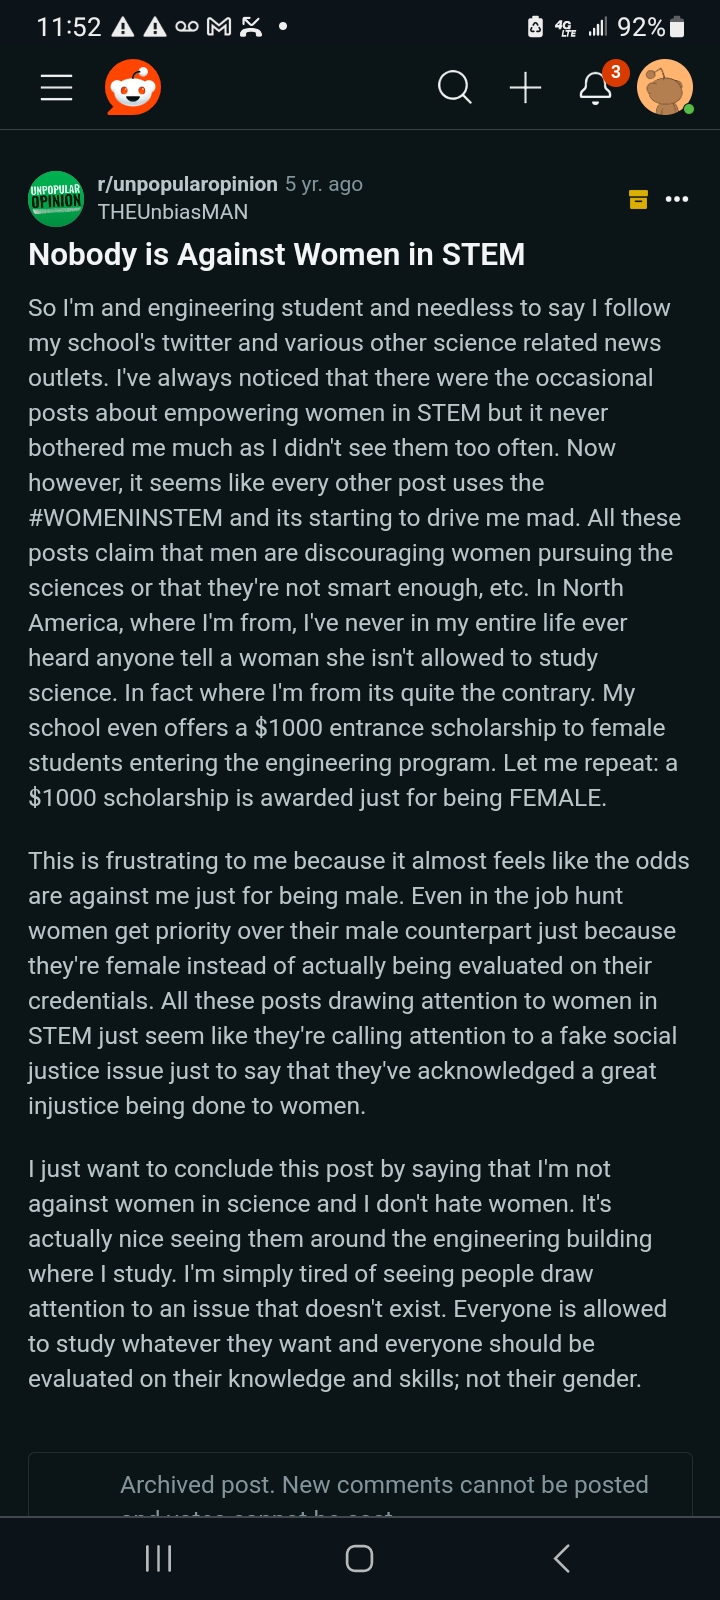 11:52 4G LTE 92%
3
UNPOPULAR
OPINION
r/unpopularopinion 5 yr. ago
THEUnbiasMAN
Nobody is Against Women in STEM
So I'm and engineering student and needless to say I follow
my school's twitter and various other science related news
outlets. I've always noticed that there were the occasional
posts about empowering women in STEM but it never
bothered me much as I didn't see them too often. Now
however, it seems like every other post uses the
#WOMENINSTEM and its starting to drive me mad. All these
posts claim that men are discouraging women pursuing the
sciences or that they're not smart enough, etc. In North
America, where I'm from, I've never in my entire life ever
heard anyone tell a woman she isn't allowed to study
science. In fact where I'm from its quite the contrary. My
school even offers a $1000 entrance scholarship to female
students entering the engineering program. Let me repeat: a
$1000 scholarship is awarded just for being FEMALE.
This is frustrating to me because it almost feels like the odds
are against me just for being male. Even in the job hunt
women get priority over their male counterpart just because
they're female instead of actually being evaluated on their
credentials. All these posts drawing attention to women in
STEM just seem like they're calling attention to a fake social
justice issue just to say that they've acknowledged a great
injustice being done to women.
I just want to conclude this post by saying that I'm not
against women in science and I don't hate women. It's
actually nice seeing them around the engineering building
where I study. I'm simply tired of seeing people draw
attention to an issue that doesn't exist. Everyone is allowed
to study whatever they want and everyone should be
evaluated on their knowledge and skills; not their gender.
Archived post. New comments cannot be posted